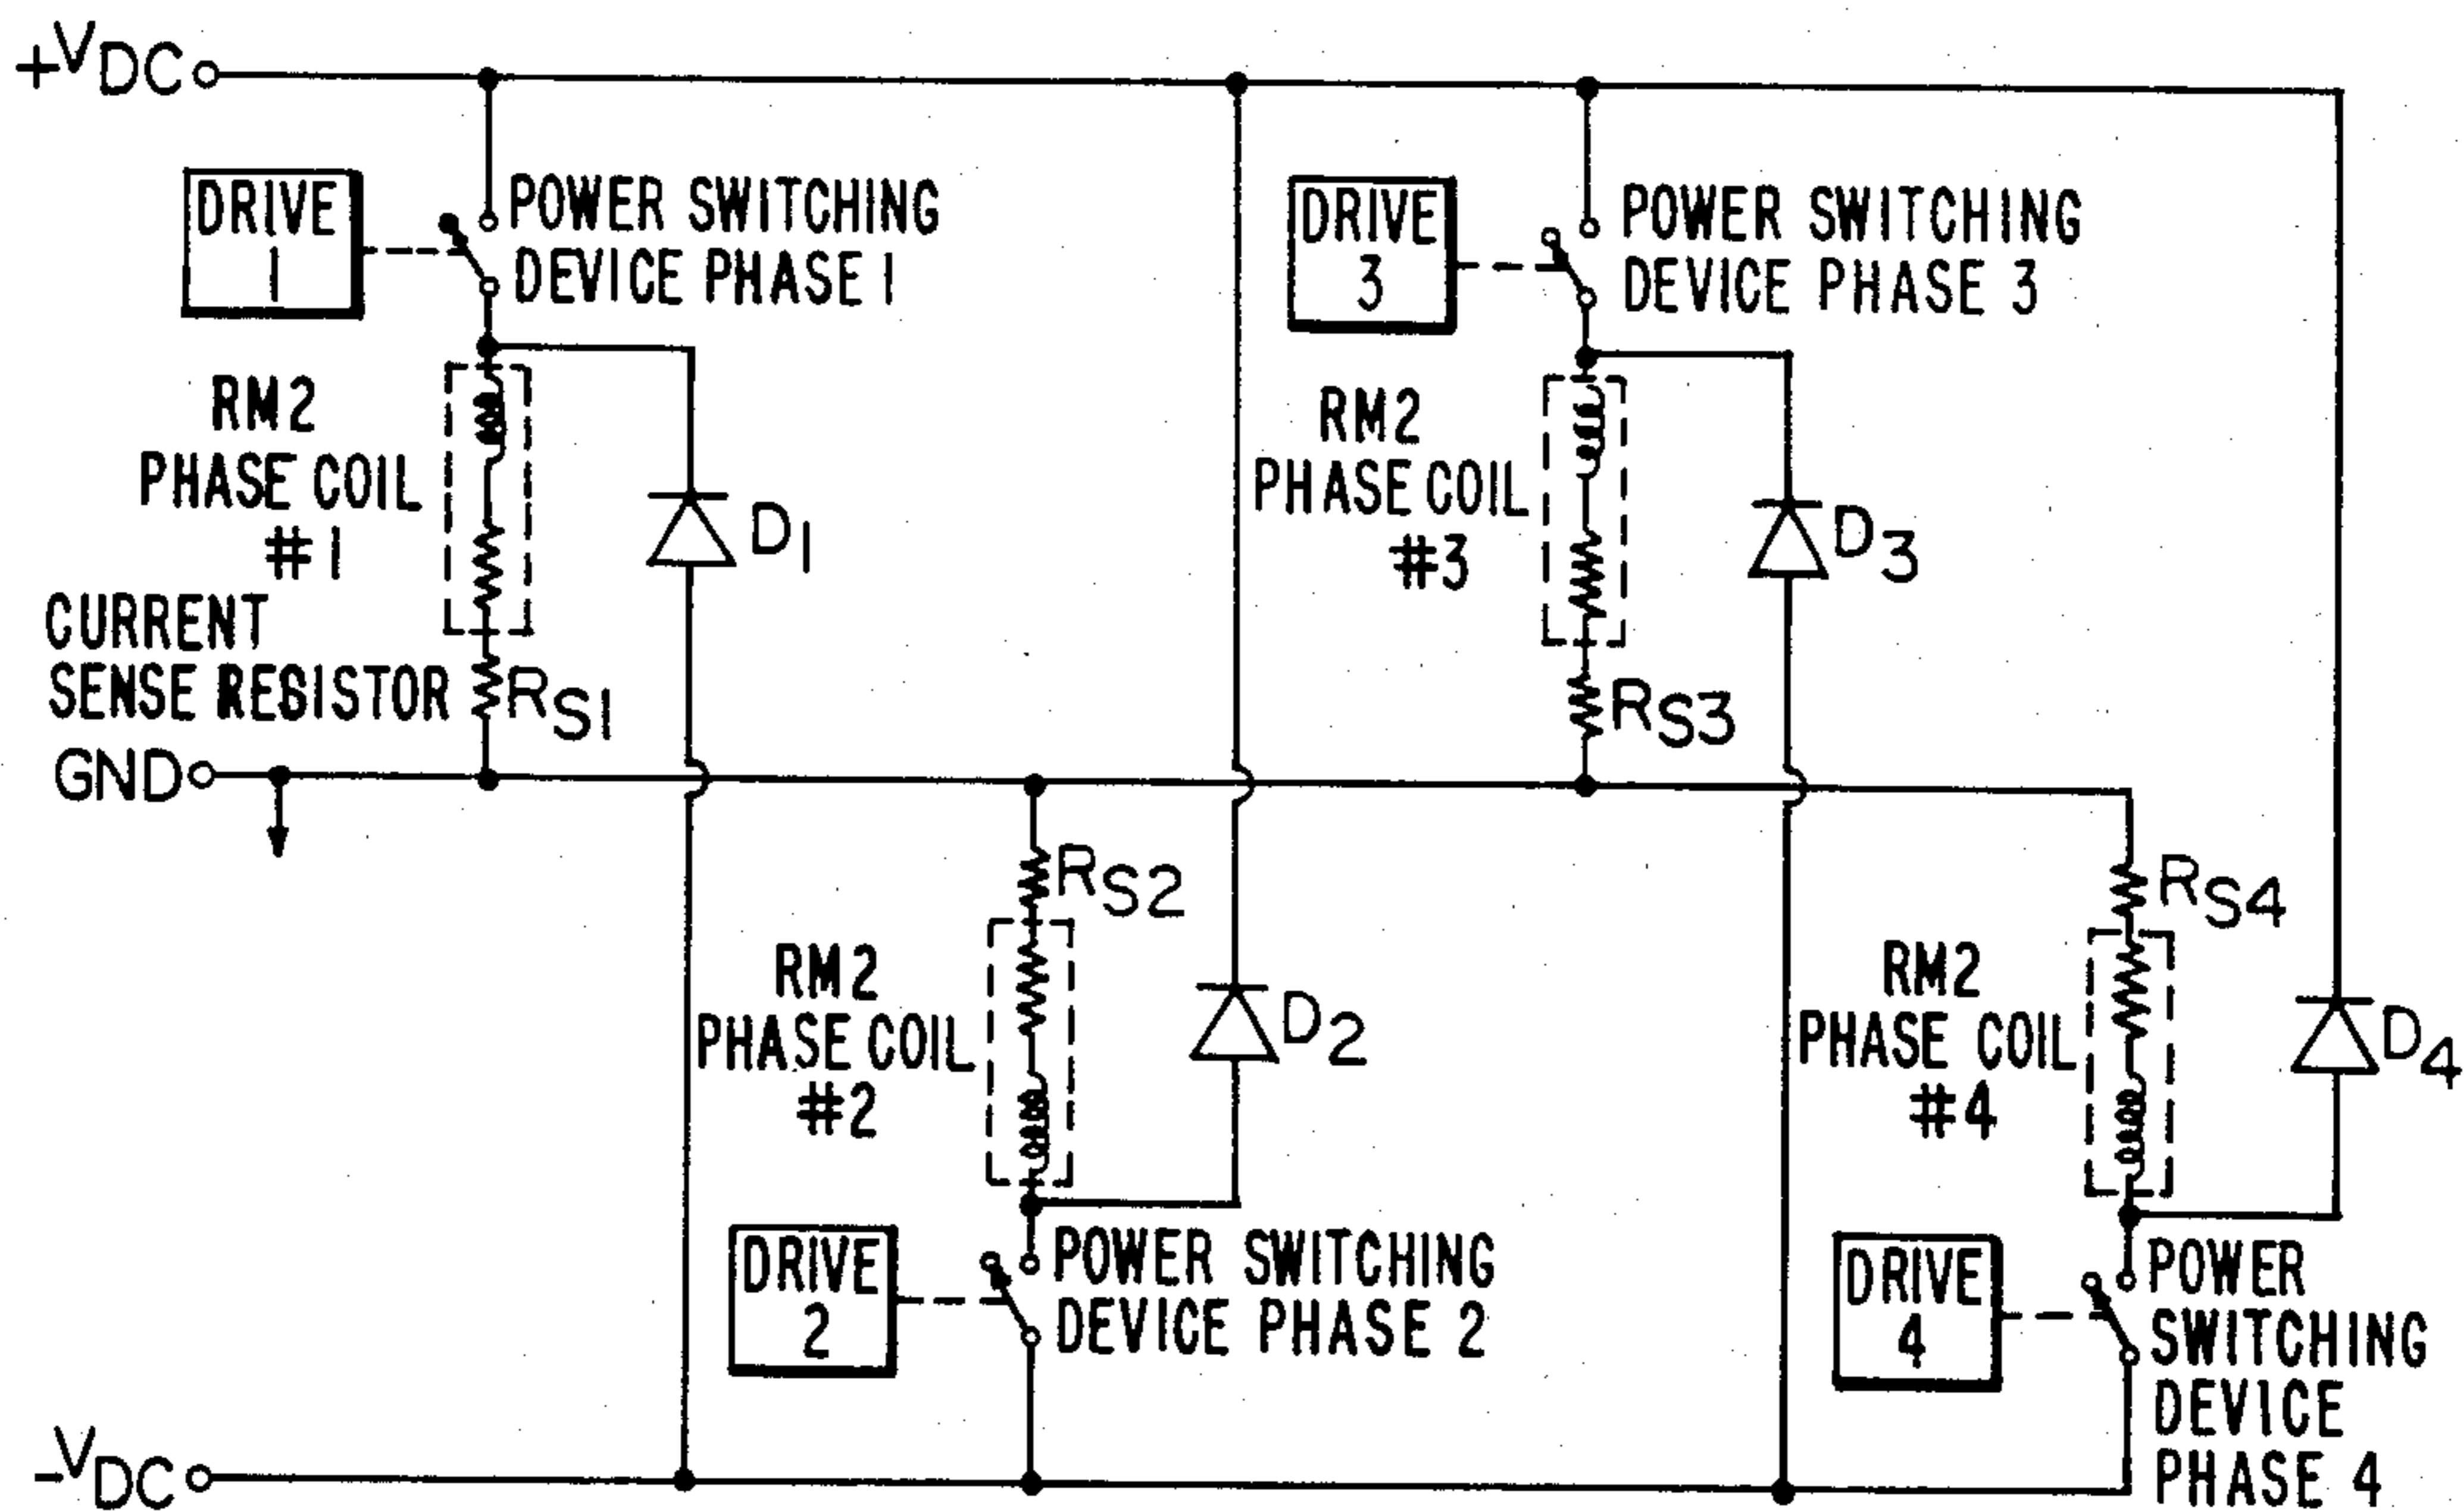 +VDC
DRIVE
1
POWER SWITCHING
DEVICE PHASE 1
DRIVE
3
POWER SWITCHING
DEVICE PHASE 3
RM2
PHASE COIL
#1
D1
RM2
PHASE COIL
#3
D3
CURRENT
SENSE RESISTOR
RS1
RS3
GND
RS2
RS4
RM2
PHASE COIL
#2
D2
RM2
PHASE COIL
#4
D4
DRIVE
2
POWER SWITCHING
DEVICE PHASE 2
DRIVE
4
POWER
SWITCHING
DEVICE
PHASE 4
-VDC